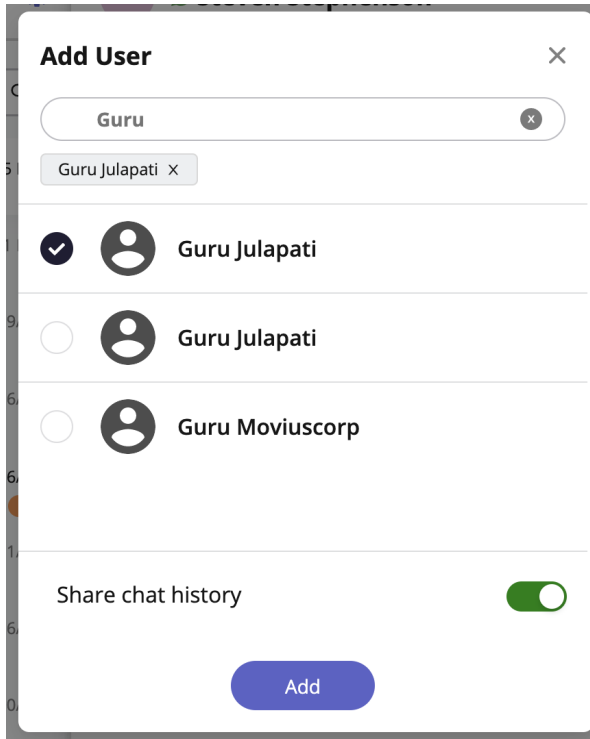 Add User
Guru
x
Guru Julapati x
Guru Julapati
Guru Julapati
Guru Moviuscorp
Share chat history
Add